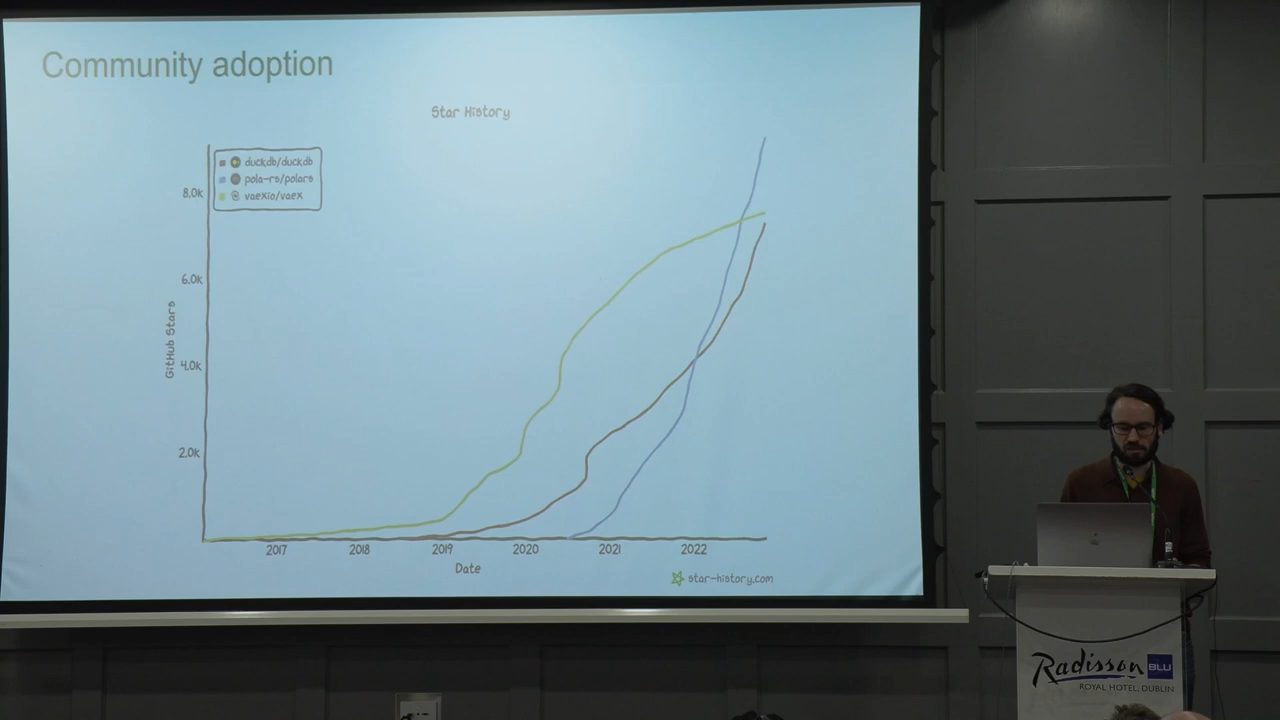 Community adoption
Star History
duckdb/duckdb
pola-rs/polars
vaexio/vaex
8.0k
6.0k
4.0k
2.0k
GitHub Stars
2017 2018 2019 2020 2021 2022
Date
star-history.com
Radisson BLU
ROYAL HOTEL, DUBLIN